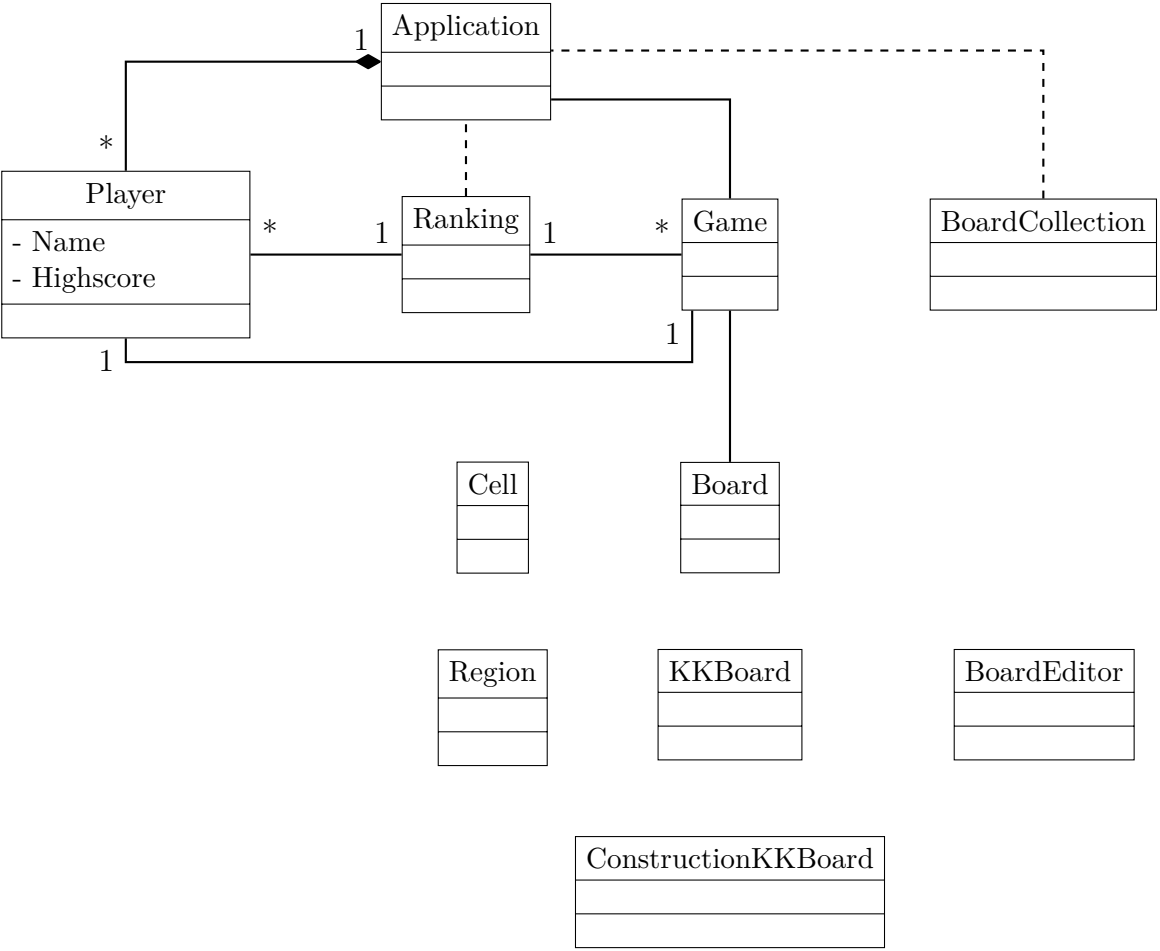 Application
1
*
Player
- Name
- Highscore
*
1
Ranking
1
*
Game
BoardCollection
1
1
Cell
Board
Region
KKBoard
BoardEditor
ConstructionKKBoard